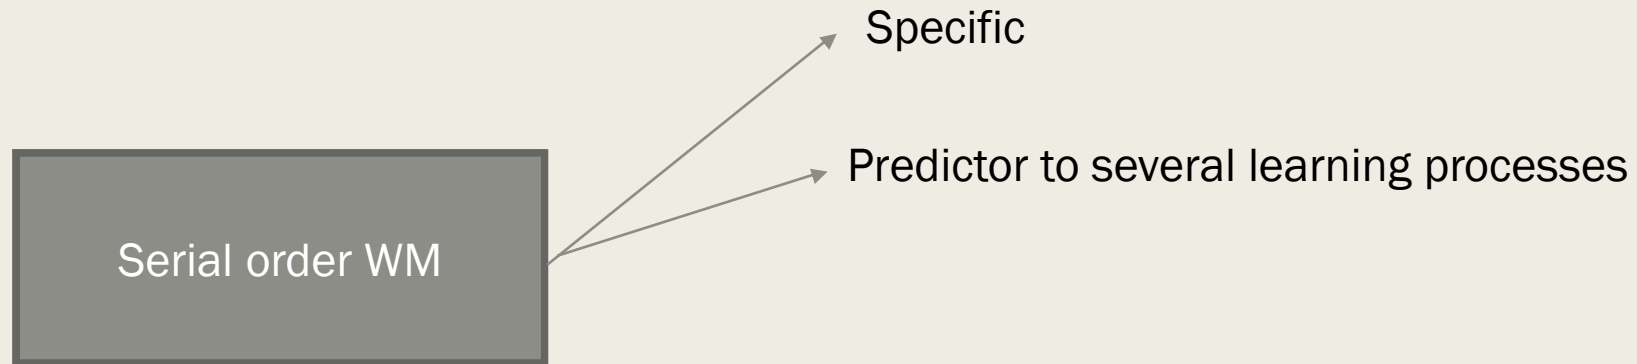 Specific
Predictor to several learning processes
Serial order WM